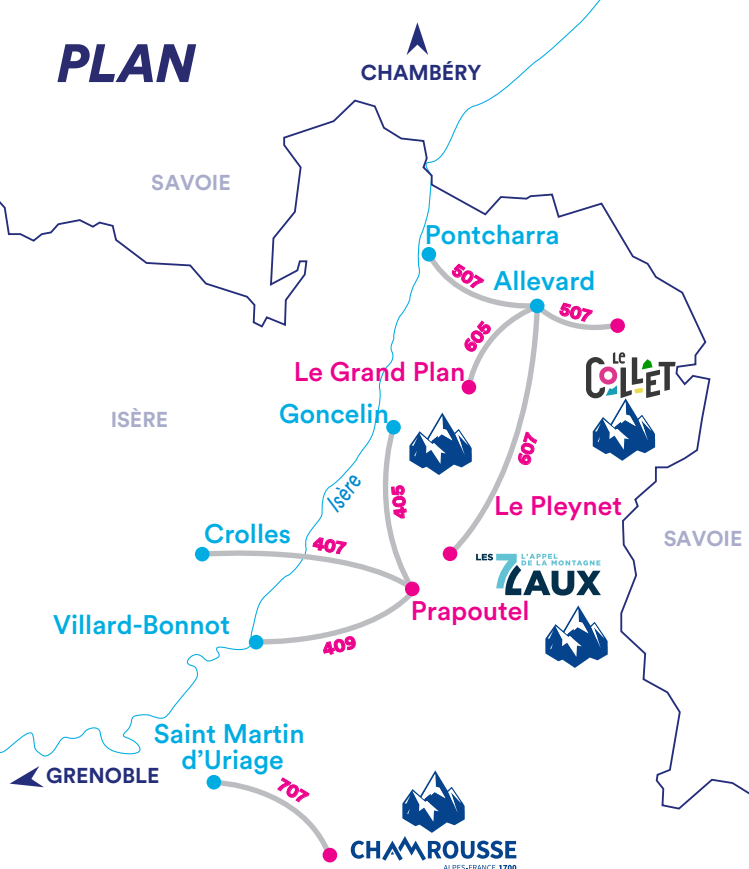 PLAN
CHAMBÉRY
SAVOIE
Pontcharra
507
Allevard
507
605
Le Grand Plan
LE
COLLET
Goncelin
ISÈRE
607
Isère
405
Le Pleynet
Crolles
407
SAVOIE
LES 7 LAUX
L'APPEL
DE LA MONTAGNE
Prapoutel
Villard-Bonnot
409
Saint Martin
d'Uriage
GRENOBLE
707
CHAMROUSSE
ALPES-FRANCE 1700